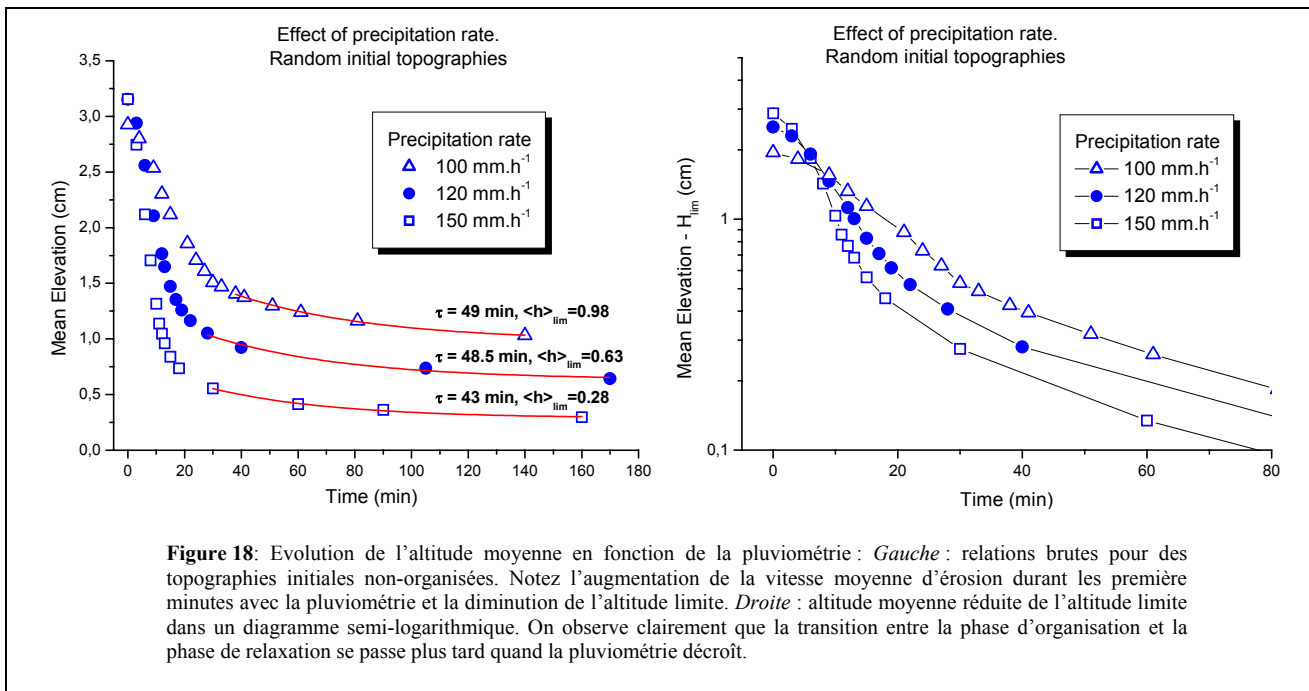 Effect of precipitation rate.
Random initial topographies
3,5
3,0
2,5
2,0
1,5
1,0
0,5
0,0
Mean Elevation (cm)
Precipitation rate
100 mm.h-1
120 mm.h-1
150 mm.h-1
τ = 49 min, <h>lim=0.98
τ = 48.5 min, <h>lim=0.63
τ = 43 min, <h>lim=0.28
0 20 40 60 80 100 120 140 160 180
Time (min)
Effect of precipitation rate.
Random initial topographies
Mean Elevation - Hlim (cm)
1
0,1
Precipitation rate
100 mm.h-1
120 mm.h-1
150 mm.h-1
0 20 40 60 80
Time (min)
Figure 18: Evolution de l'altitude moyenne en fonction de la pluviométrie : Gauche : relations brutes pour des
topographies initiales non-organisées. Notez l'augmentation de la vitesse moyenne d'érosion durant les première
minutes avec la pluviométrie et la diminution de l'altitude limite. Droite : altitude moyenne réduite de l'altitude limite
dans un diagramme semi-logarithmique. On observe clairement que la transition entre la phase d'organisation et la
phase de relaxation se passe plus tard quand la pluviométrie décroît.